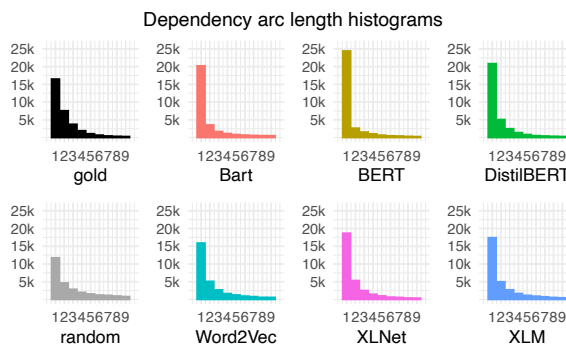 Dependency arc length histograms
25k 25k 25k 25k
20k 20k 20k 20k
15k 15k 15k 15k
10k 10k 10k 10k
5k 5k 5k 5k
123456789 123456789 123456789 123456789
gold Bart BERT DistilBERT
25k 25k 25k 25k
20k 20k 20k 20k
15k 15k 15k 15k
10k 10k 10k 10k
5k 5k 5k 5k
123456789 123456789 123456789 123456789
random Word2Vec XLNet XLM